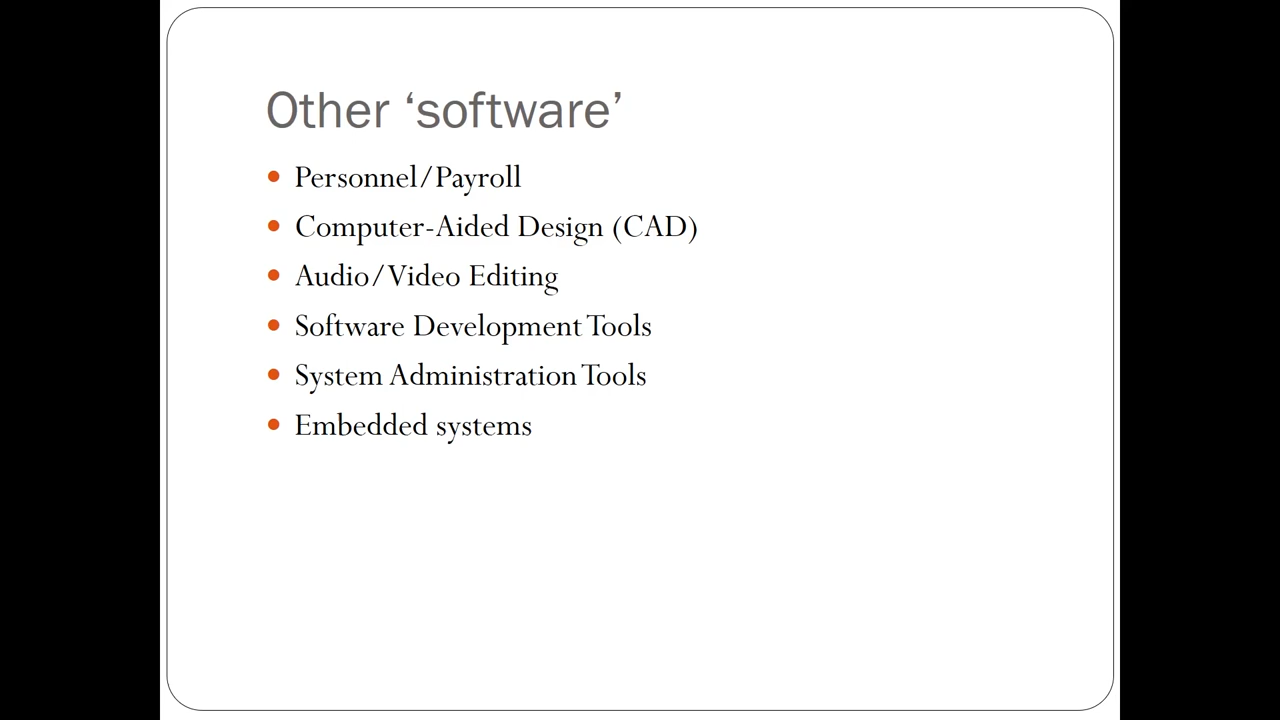 Other ‘software’
• Personnel/Payroll
• Computer-Aided Design (CAD)
• Audio/Video Editing
• Software Development Tools
• System Administration Tools
• Embedded systems